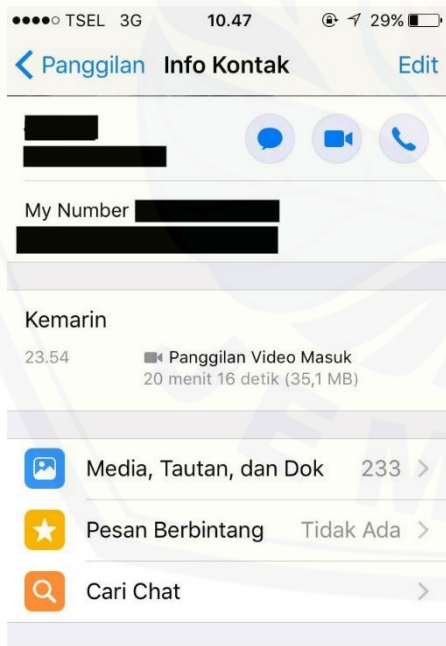 TSEL 3G 10.47 29%
Panggilan Info Kontak Edit
My Number
Kemarin
23.54 Panggilan Video Masuk
20 menit 16 detik (35,1 MB)
Media, Tautan, dan Dok 233
Pesan Berbintang Tidak Ada
Cari Chat